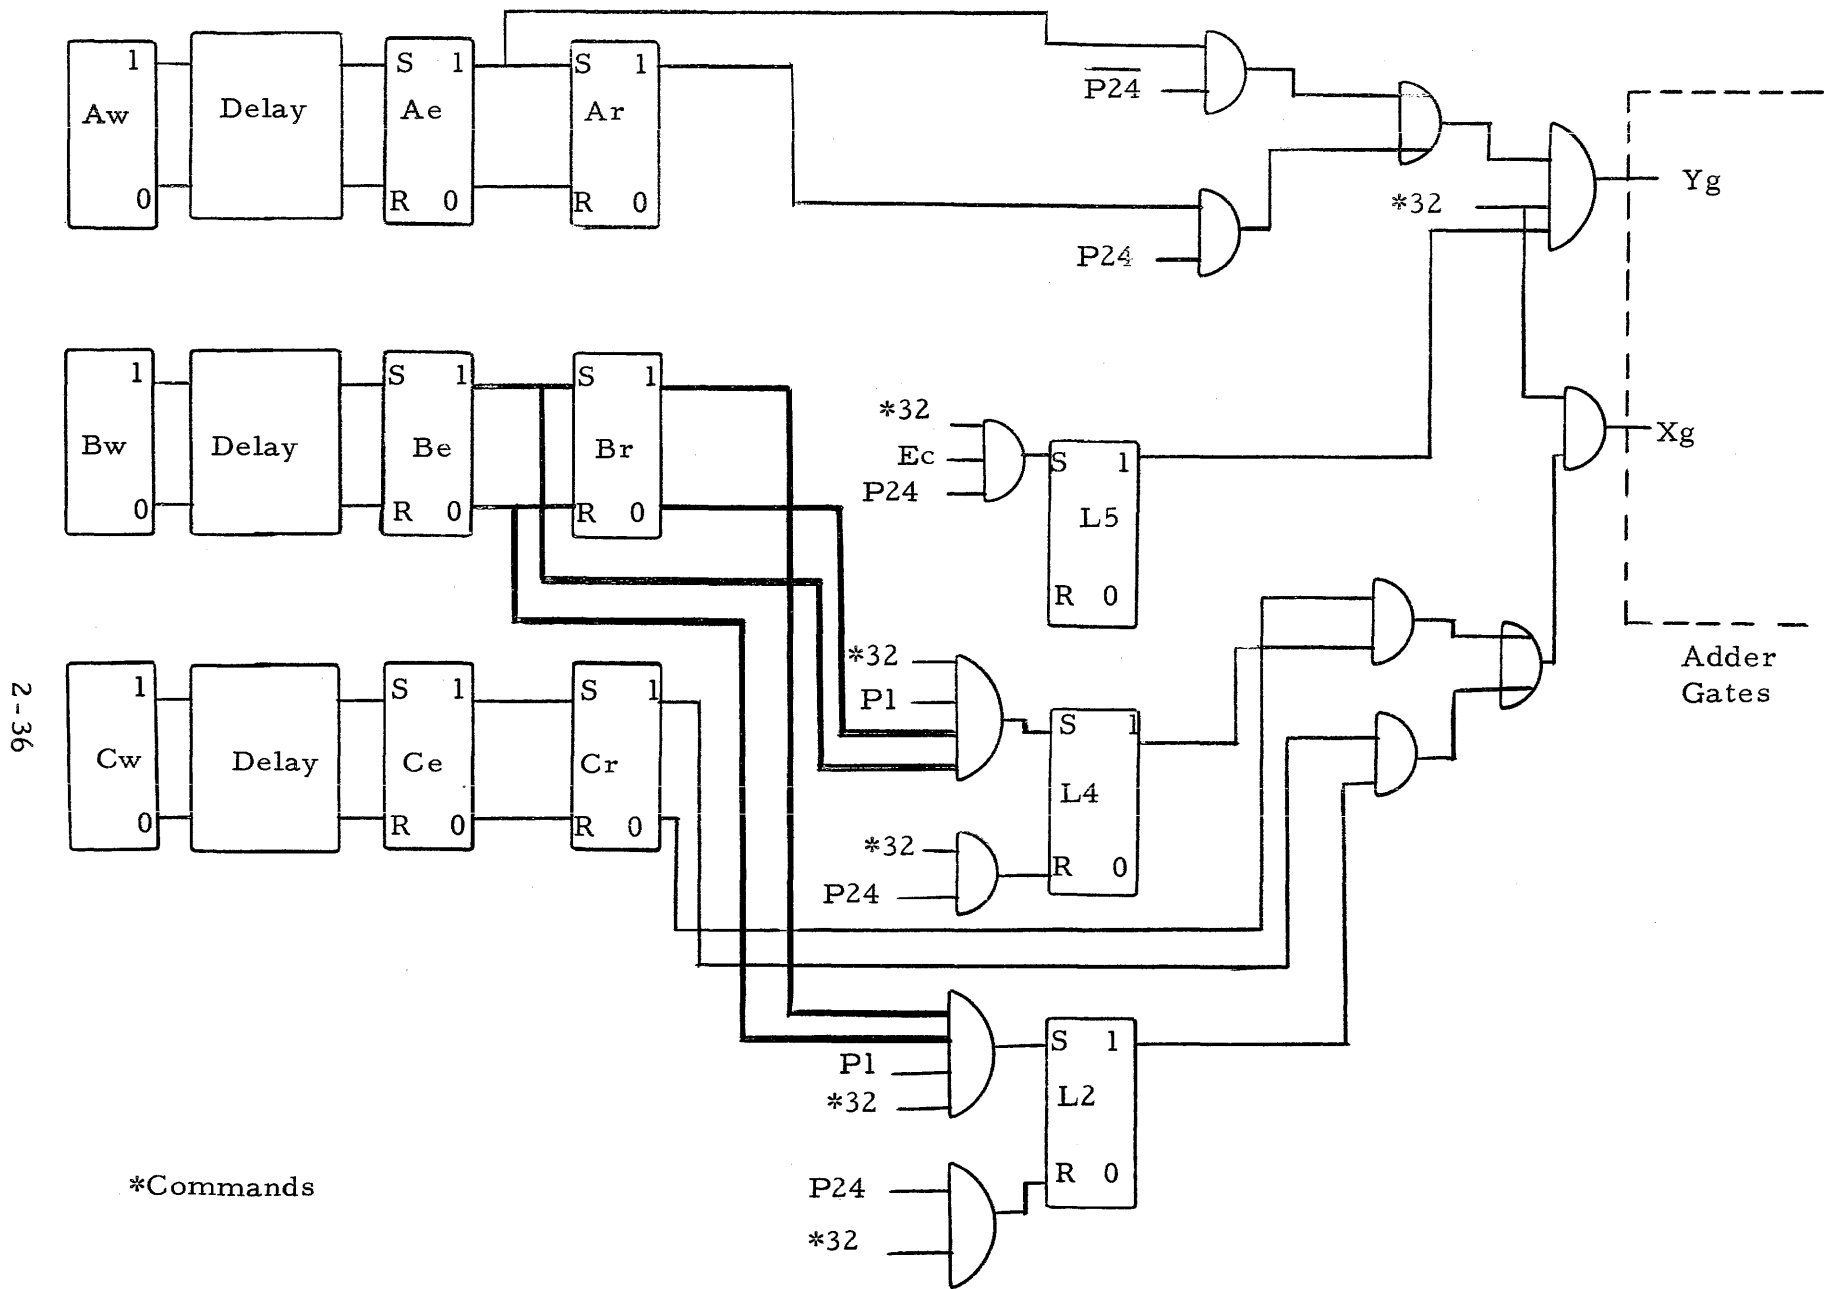 1 S 1 S 1
Aw Delay Ae Ar
0 R 0 R 0
P24
P24
*32
Yg
1 S 1 S 1
Bw Delay Be Br
0 R 0 R 0
*32
Ec
P24
S 1
L5
R 0
Xg
Adder
Gates
1 S 1 S 1
Cw Delay Ce Cr
0 R 0 R 0
*32
P1
S 1
L4
*32
P24
R 0
P1
*32
S 1
L2
P24
*32
R 0
*Commands
2-36